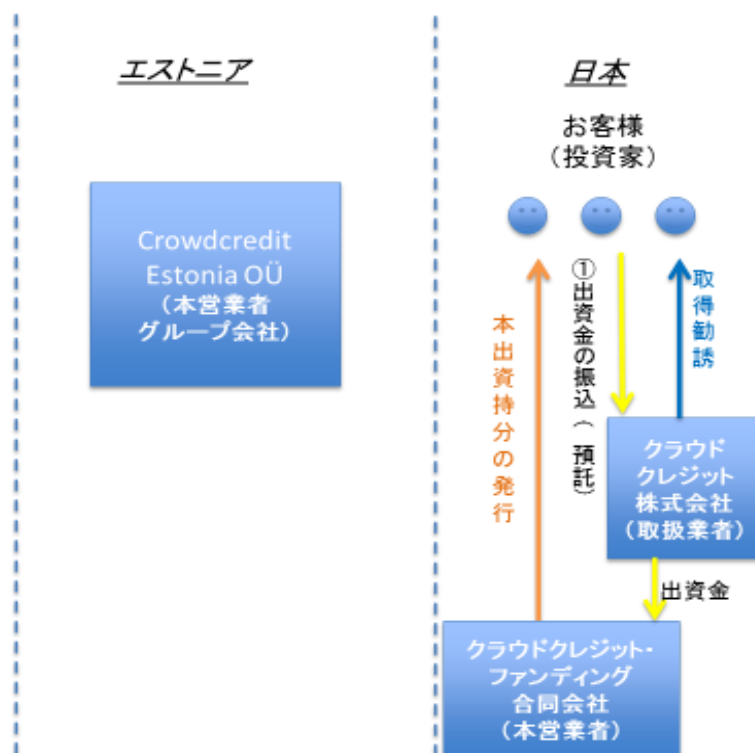 エストニア
日本
お客様
（投資家）
Crowdcredit
Estonia OÜ
（本営業者
グループ会社）
本出資持分の発行
①出資金の振込（ 預託）
取得勧誘
クラウド
クレジット
株式会社
（取扱業者）
出資金
クラウドクレジット・
ファンディング
合同会社
（本営業者）